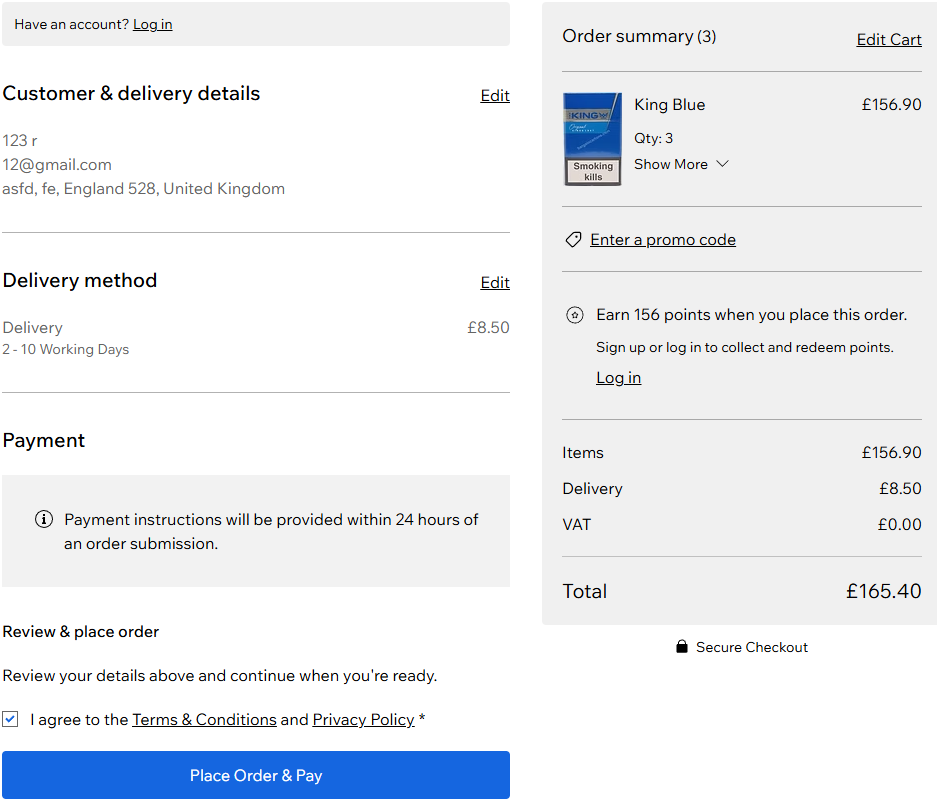 Have an account? Log in
Customer & delivery details
Edit
123 r
12@gmail.com
asfd, fe, England 528, United Kingdom
Delivery method
Edit
Delivery
£8.50
2 - 10 Working Days
Payment
Payment instructions will be provided within 24 hours of
an order submission.
Review & place order
Review your details above and continue when you're ready.
I agree to the Terms & Conditions and Privacy Policy *
Place Order & Pay
Order summary (3)
Edit Cart
KING
Original
Smoking
kills
King Blue
£156.90
Qty: 3
Show More
Enter a promo code
Earn 156 points when you place this order.
Sign up or log in to collect and redeem points.
Log in
Items
£156.90
Delivery
£8.50
VAT
£0.00
Total
£165.40
Secure Checkout